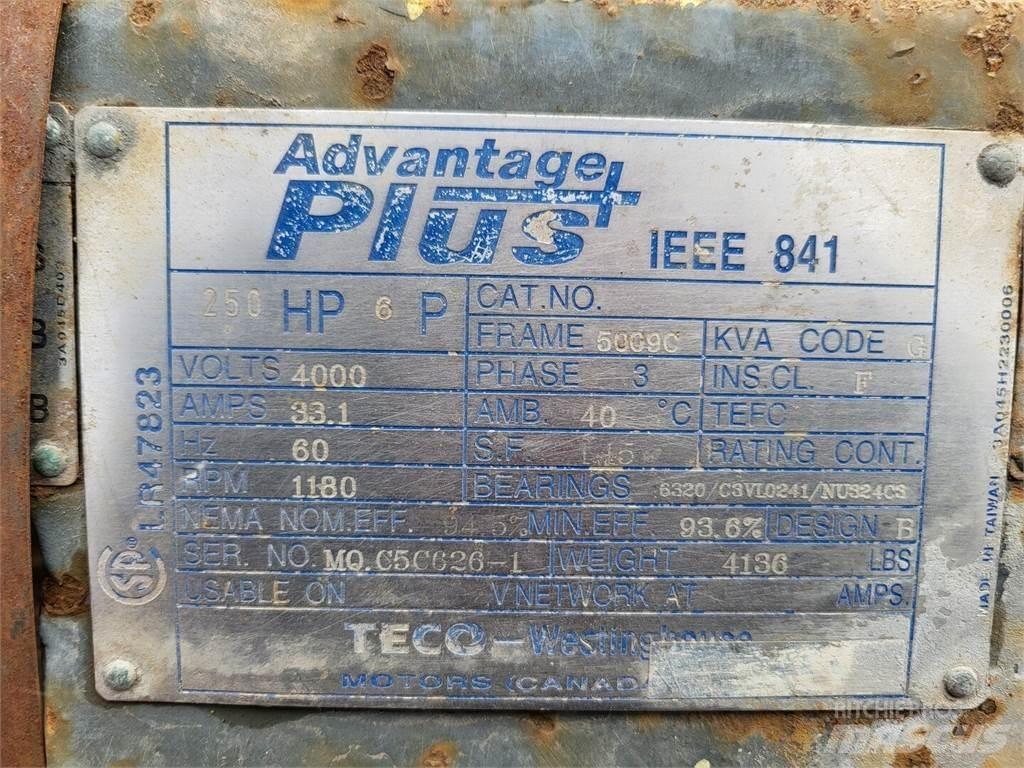 Advantage
Plus+ IEEE 841
250 HP 6 P CAT.NO.
FRAME 5009C KVA CODE G
VOLTS 4000 PHASE 3 INS.CL. F
AMPS 33.1 AMB. 40 °C TEFC
Hz 60 S.F. 1.15 RATING CONT.
RPM 1180 BEARINGS 6320/C3VL0241/NU324C3
NEMA NOM.EFF. 94.5% MIN.EFF. 93.6% DESIGN B
SER. NO. MQ.C5C626-1 WEIGHT 4136 LBS
USABLE ON V NETWORK AT AMPS.
TECO-Westinghouse
MOTORS (CANADA
LR47823
MADE IN TAIWAN 3A045H2230006
3A015D40
MASCUS